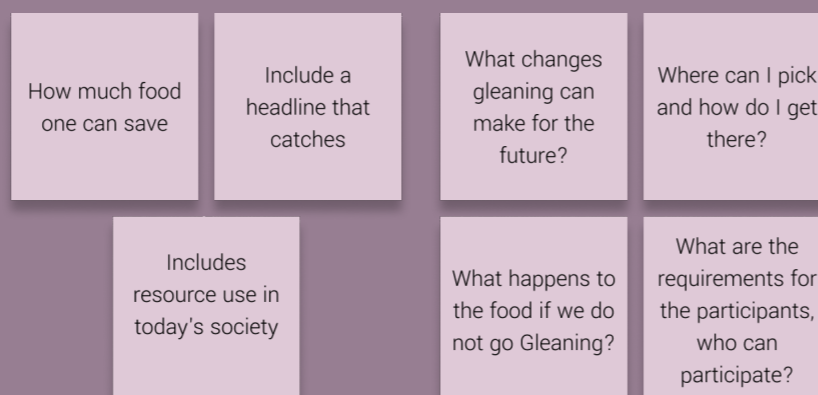 How much food
one can save
Include a
headline that
catches
What changes
gleaning can
make for the
future?
Where can I pick
and how do I get
there?
Includes
resource use in
today's society
What happens to
the food if we do
not go Gleaning?
What are the
requirements for
the participants,
who can
participate?